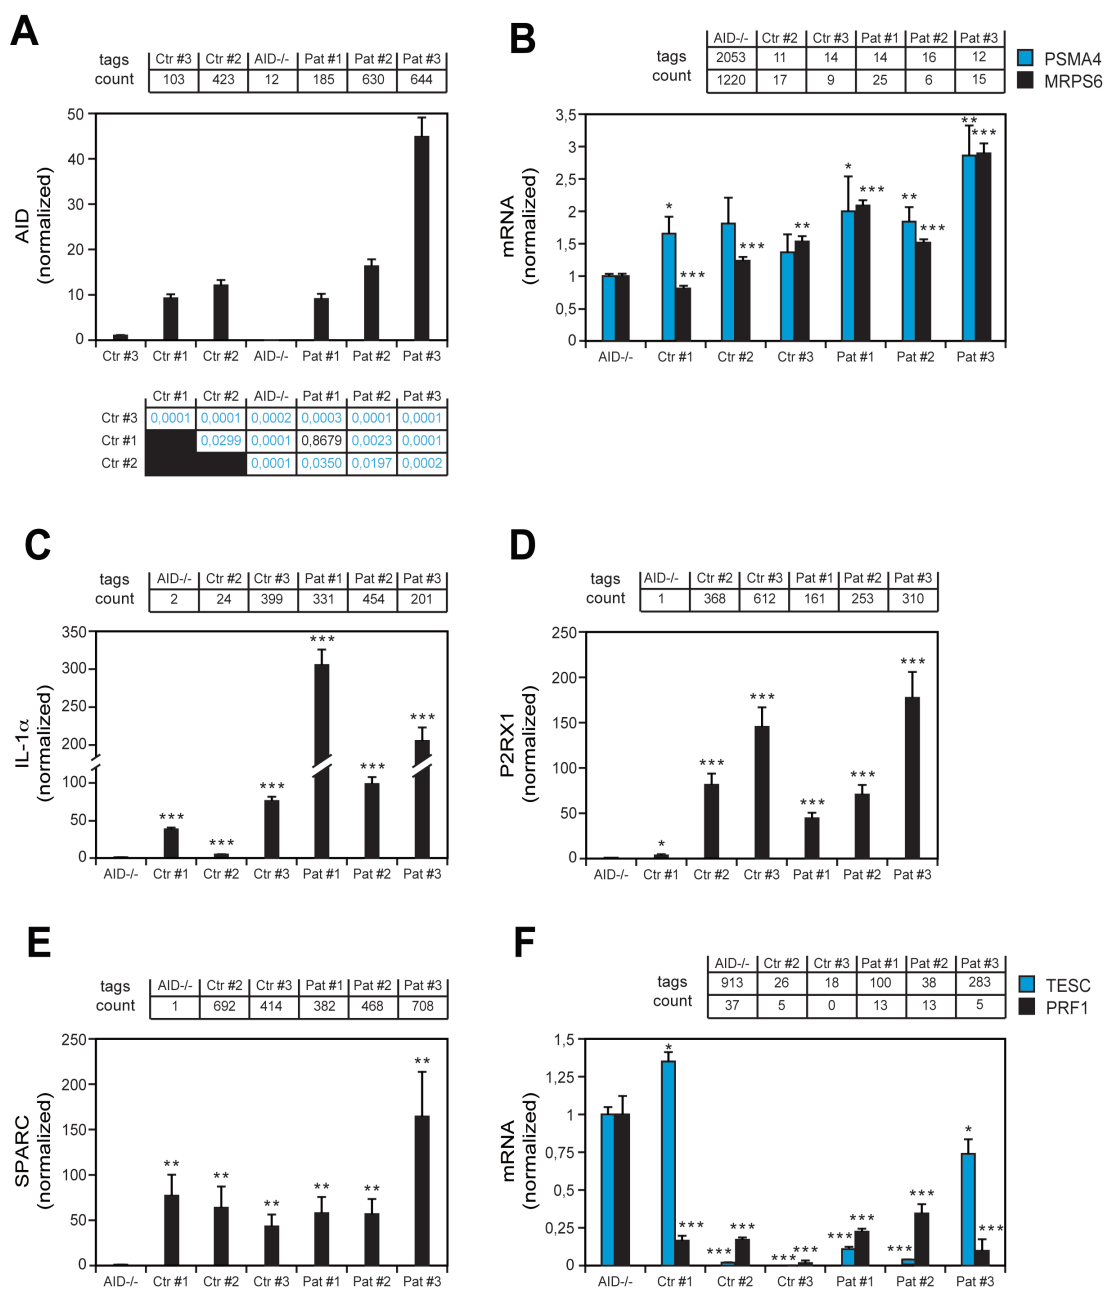 A
tags Ctr #3 Ctr #2 AID-/- Pat #1 Pat #2 Pat #3
count 103 423 12 185 630 644
AID
(normalized)
50
40
30
20
10
0
Ctr #3 Ctr #1 Ctr #2 AID-/- Pat #1 Pat #2 Pat #3
Ctr #1 Ctr #2 AID-/- Pat #1 Pat #2 Pat #3
Ctr #3 0,0001 0,0001 0,0002 0,0003 0,0001 0,0001
Ctr #1 0,0299 0,0001 0,8679 0,0023 0,0001
Ctr #2 0,0001 0,0350 0,0197 0,0002
B
AID-/- Ctr #2 Ctr #3 Pat #1 Pat #2 Pat #3
tags 2053 11 14 14 16 12
count 1220 17 9 25 6 15
PSMA4
MRPS6
mRNA
(normalized)
3,5
3
2,5
2
1,5
1
0,5
0
* *** *** ** * *** ** *** ** ***
AID-/- Ctr #1 Ctr #2 Ctr #3 Pat #1 Pat #2 Pat #3
C
tags AID-/- Ctr #2 Ctr #3 Pat #1 Pat #2 Pat #3
count 2 24 399 331 454 201
IL-1α
(normalized)
350
300
250
200
100
50
0
*** *** *** *** *** ***
AID-/- Ctr #1 Ctr #2 Ctr #3 Pat #1 Pat #2 Pat #3
D
tags AID-/- Ctr #2 Ctr #3 Pat #1 Pat #2 Pat #3
count 1 368 612 161 253 310
P2RX1
(normalized)
250
200
150
100
50
0
* *** *** *** *** ***
AID-/- Ctr #1 Ctr #2 Ctr #3 Pat #1 Pat #2 Pat #3
E
tags AID-/- Ctr #2 Ctr #3 Pat #1 Pat #2 Pat #3
count 1 692 414 382 468 708
SPARC
(normalized)
250
200
150
100
50
0
** ** ** ** ** **
AID-/- Ctr #1 Ctr #2 Ctr #3 Pat #1 Pat #2 Pat #3
F
AID-/- Ctr #2 Ctr #3 Pat #1 Pat #2 Pat #3
tags 913 26 18 100 38 283
count 37 5 0 13 13 5
TESC
PRF1
mRNA
(normalized)
1,5
1,25
1
0,75
0,5
0,25
0
* *** *** *** *** *** *** *** *** *** * ***
AID-/- Ctr #1 Ctr #2 Ctr #3 Pat #1 Pat #2 Pat #3